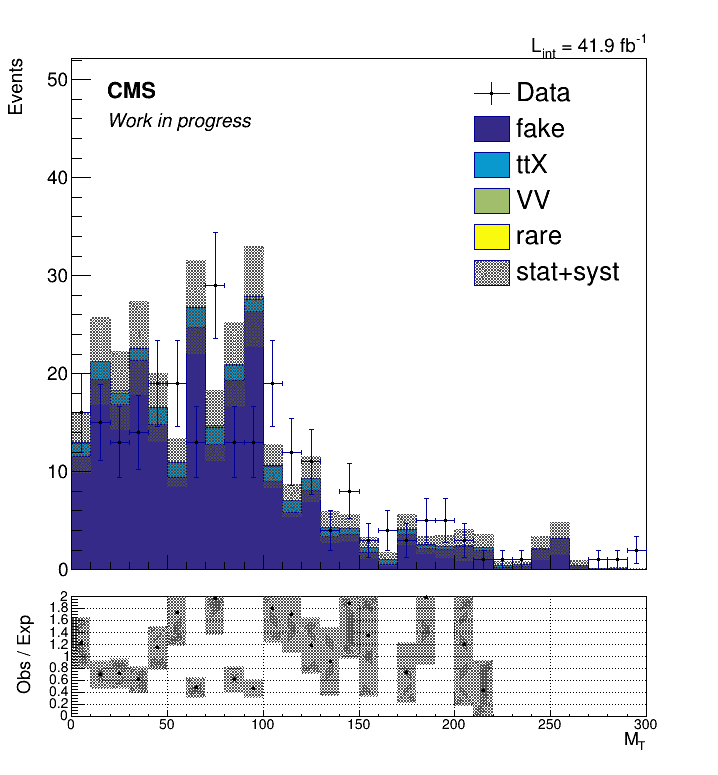 L_int = 41.9 fb⁻¹
Events
50
40
30
20
10
0
CMS
Work in progress
Data
fake
ttX
VV
rare
stat+syst
Obs / Exp
2
1.8
1.6
1.4
1.2
1
0.8
0.6
0.4
0.2
0
0 50 100 150 200 250 300
M_T